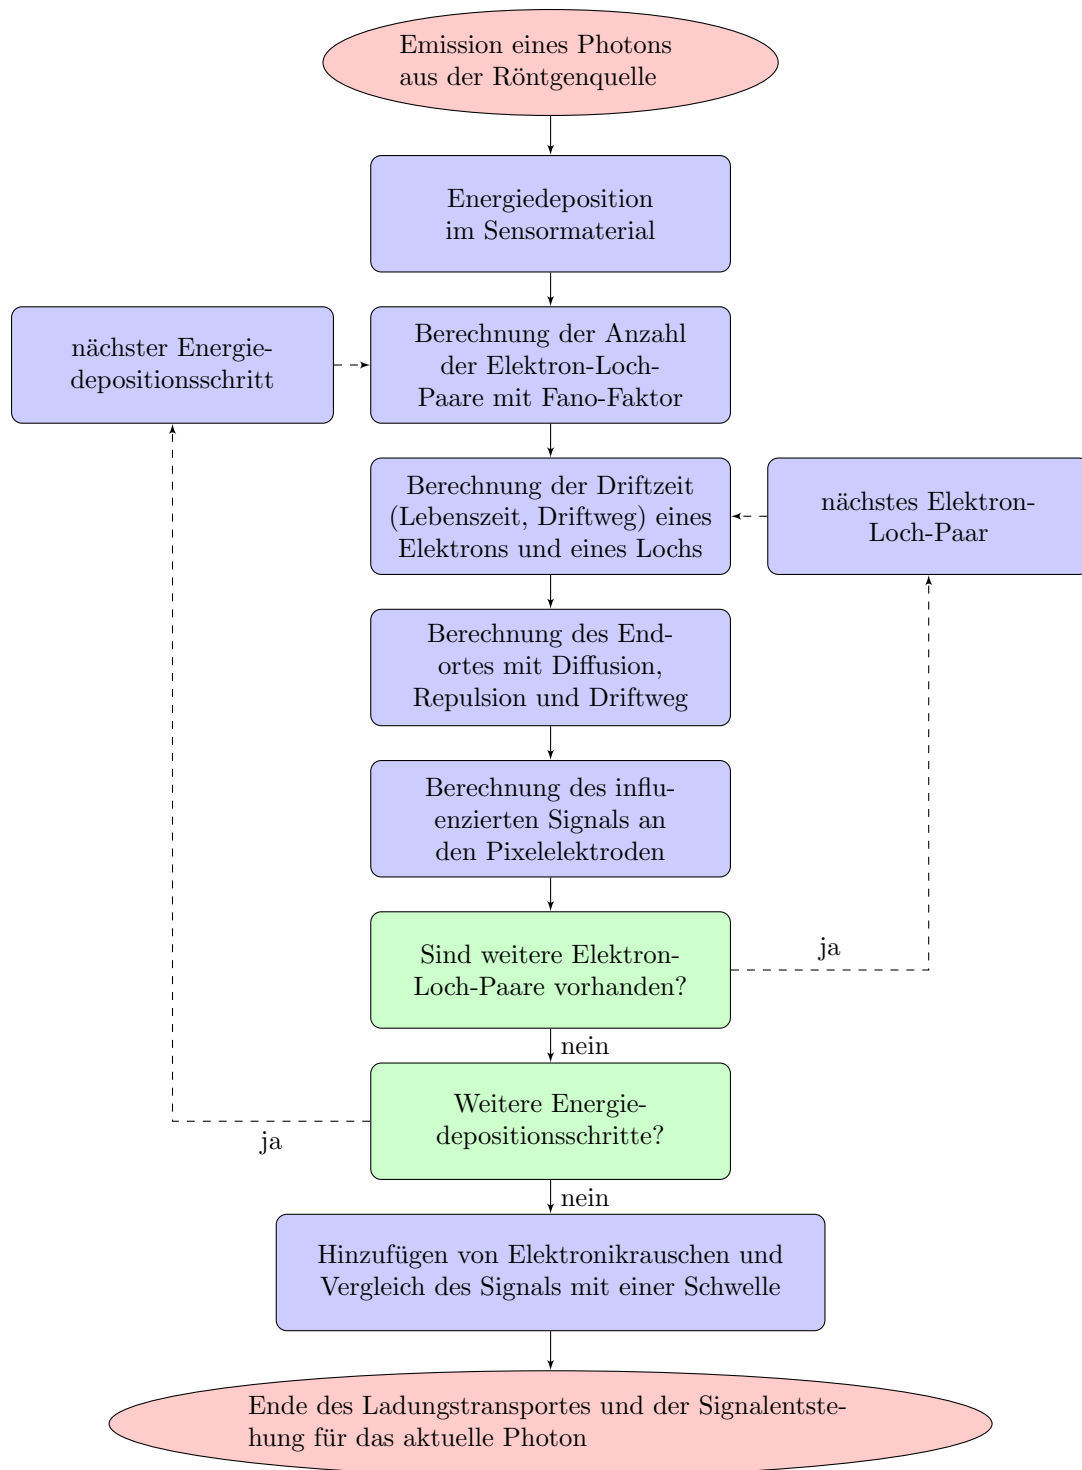 Emission eines Photons
aus der Röntgenquelle
Energiedeposition
im Sensormaterial
nächster Energie-
depositionsschritt
Berechnung der Anzahl
der Elektron-Loch-
Paare mit Fano-Faktor
Berechnung der Driftzeit
(Lebenszeit, Driftweg) eines
Elektrons und eines Lochs
nächstes Elektron-
Loch-Paar
Berechnung des End-
ortes mit Diffusion,
Repulsion und Driftweg
Berechnung des influ-
enzierten Signals an
den Pixelelektroden
Sind weitere Elektron-
Loch-Paare vorhanden?
ja
nein
Weitere Energie-
depositionsschritte?
ja
nein
Hinzufügen von Elektronikrauschen und
Vergleich des Signals mit einer Schwelle
Ende des Ladungstransportes und der Signalentste-
hung für das aktuelle Photon